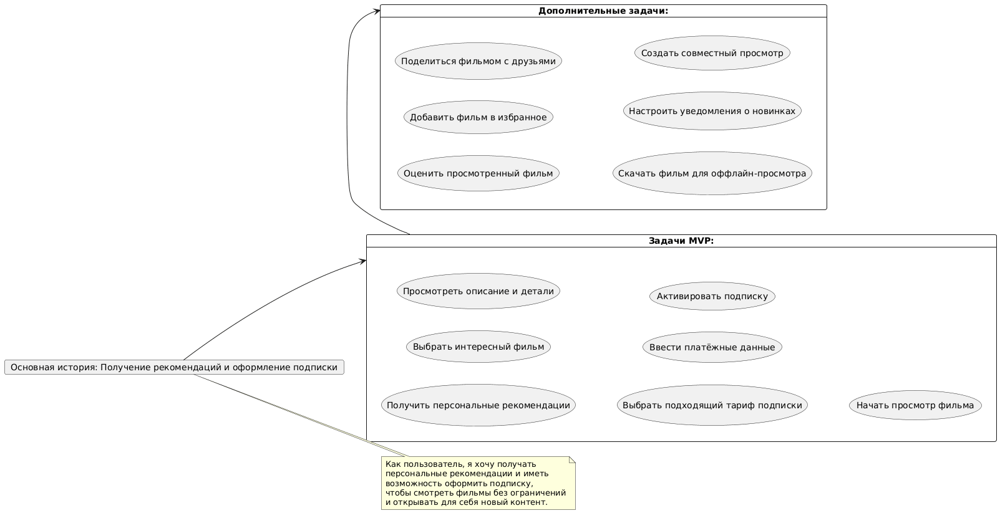 Дополнительные задачи:
Поделиться фильмом с друзьями
Создать совместный просмотр
Добавить фильм в избранное
Настроить уведомления о новинках
Оценить просмотренный фильм
Скачать фильм для оффлайн-просмотра
Задачи MVP:
Просмотреть описание и детали
Активировать подписку
Выбрать интересный фильм
Ввести платёжные данные
Получить персональные рекомендации
Выбрать подходящий тариф подписки
Начать просмотр фильма
Основная история: Получение рекомендаций и оформление подписки
Как пользователь, я хочу получать
персональные рекомендации и иметь
возможность оформить подписку,
чтобы смотреть фильмы без ограничений
и открывать для себя новый контент.